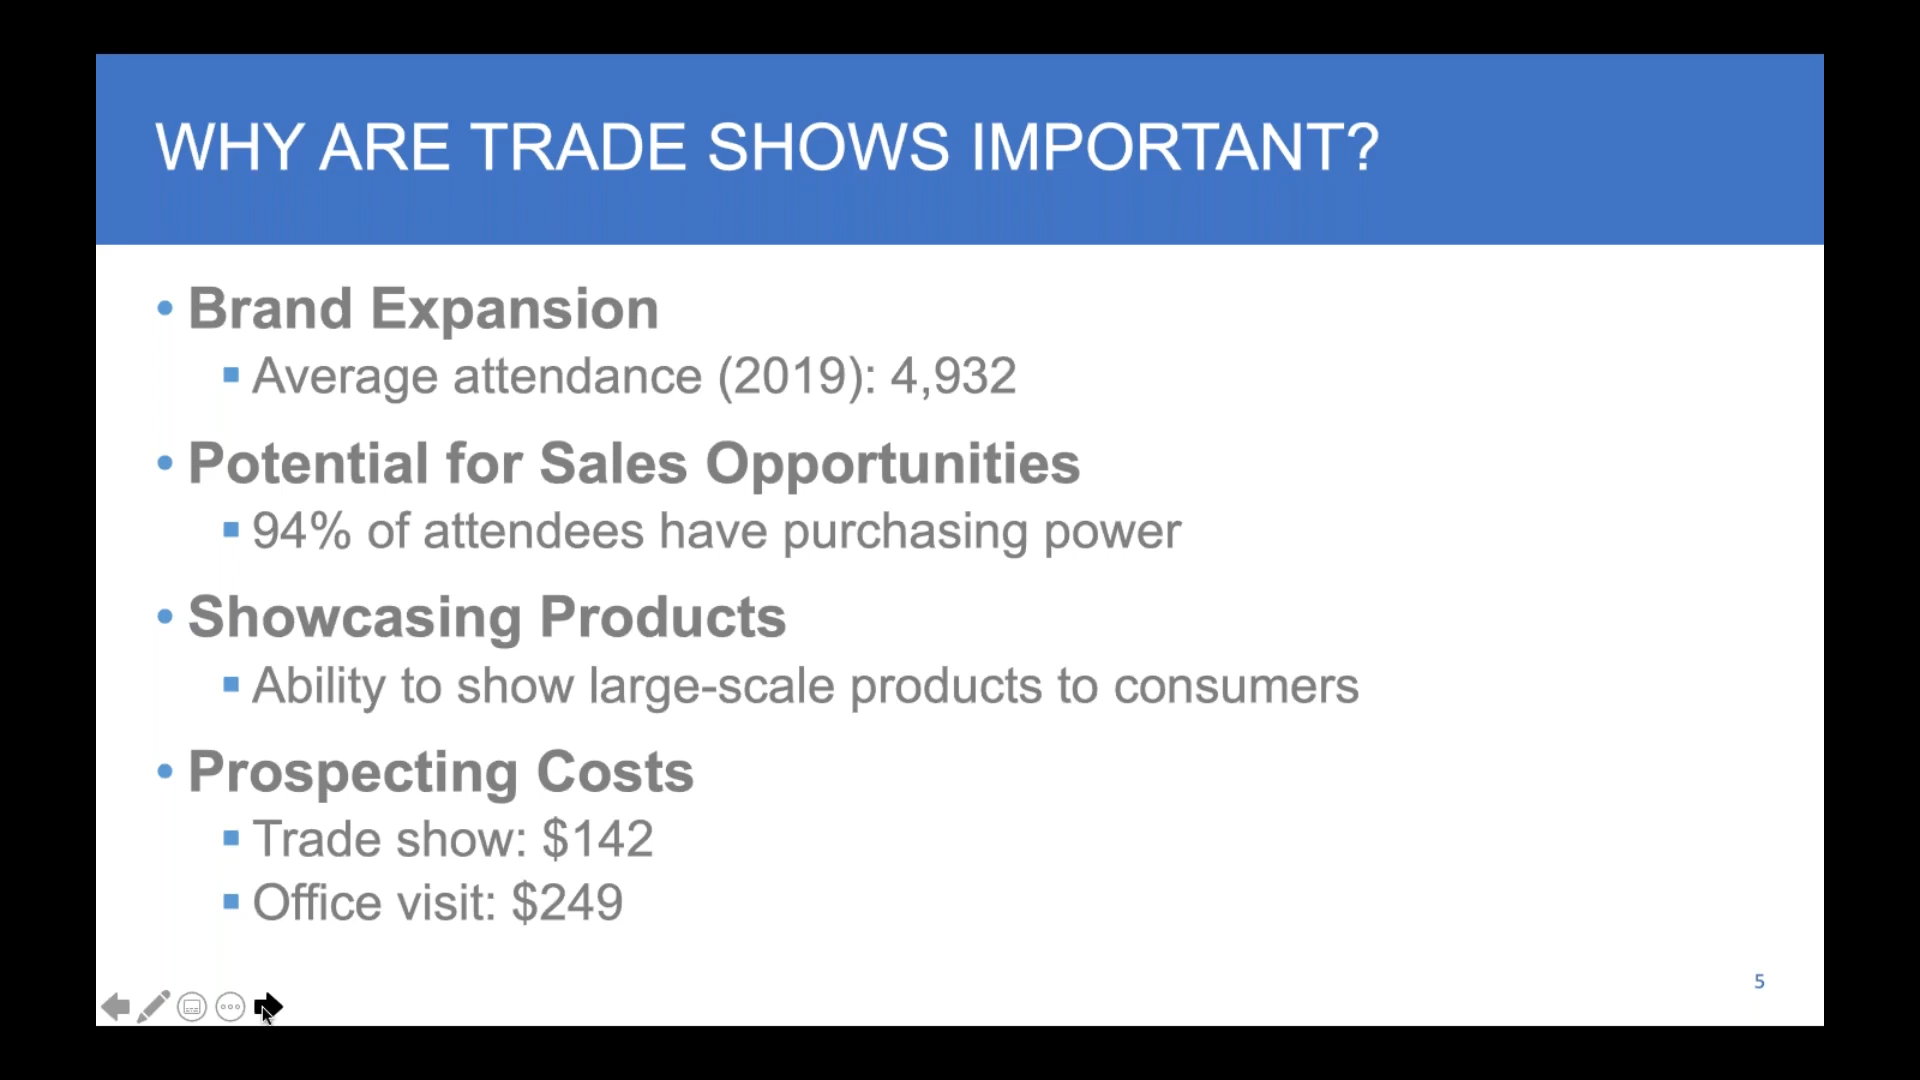 WHY ARE TRADE SHOWS IMPORTANT?
• Brand Expansion
▪ Average attendance (2019): 4,932
• Potential for Sales Opportunities
▪ 94% of attendees have purchasing power
• Showcasing Products
▪ Ability to show large-scale products to consumers
• Prospecting Costs
▪ Trade show: $142
▪ Office visit: $249
5